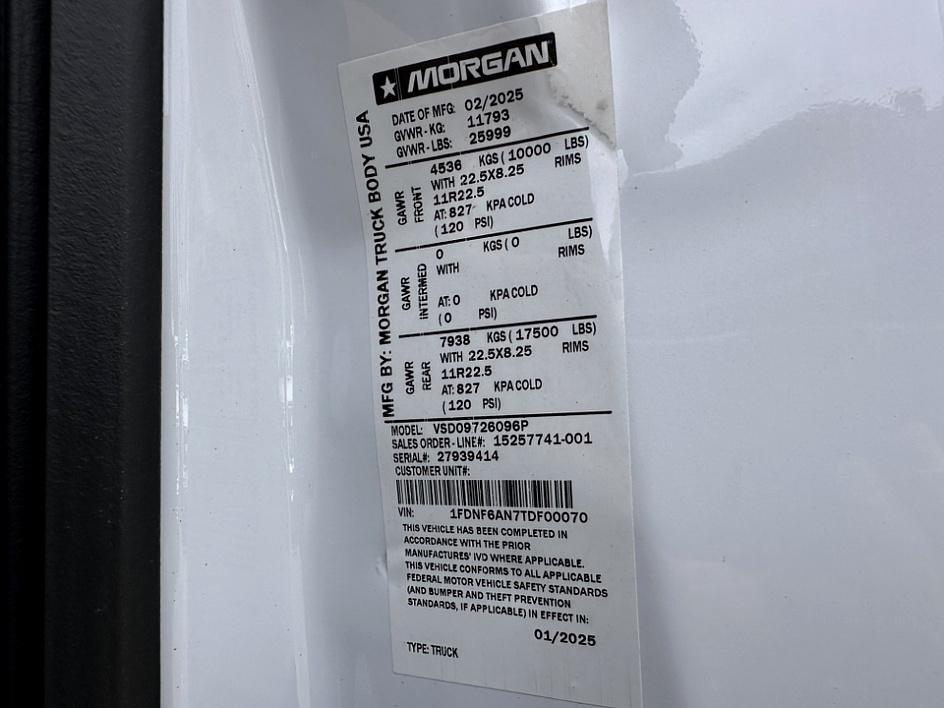 MORGAN
MFG BY: MORGAN TRUCK BODY USA
DATE OF MFG: 02/2025
GVWR - KG: 11793
GVWR - LBS: 25999
GAWR FRONT
4536 KGS ( 10000 LBS)
WITH 22.5X8.25 RIMS
11R22.5
AT: 827 KPA COLD
( 120 PSI)
GAWR INTERMED
0 KGS ( 0 LBS)
WITH RIMS
AT: 0 KPA COLD
( 0 PSI)
GAWR REAR
7938 KGS ( 17500 LBS)
WITH 22.5X8.25 RIMS
11R22.5
AT: 827 KPA COLD
( 120 PSI)
MODEL: VSD09726096P
SALES ORDER - LINE#: 15257741-001
SERIAL#: 27939414
CUSTOMER UNIT#:
VIN: 1FDNF6AN7TDF00070
THIS VEHICLE HAS BEEN COMPLETED IN
ACCORDANCE WITH THE PRIOR
MANUFACTURES' IVD WHERE APPLICABLE.
THIS VEHICLE CONFORMS TO ALL APPLICABLE
FEDERAL MOTOR VEHICLE SAFETY STANDARDS
(AND BUMPER AND THEFT PREVENTION
STANDARDS, IF APPLICABLE) IN EFFECT IN:
01/2025
TYPE: TRUCK